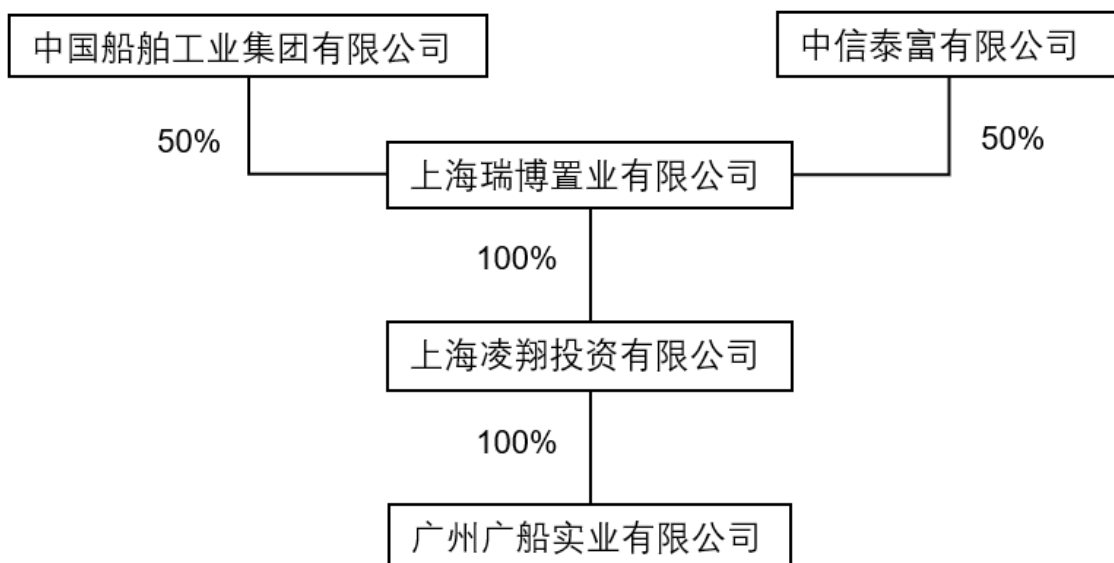 中国船舶工业集团有限公司
中信泰富有限公司
50%
50%
上海瑞博置业有限公司
100%
上海凌翔投资有限公司
100%
广州广船实业有限公司